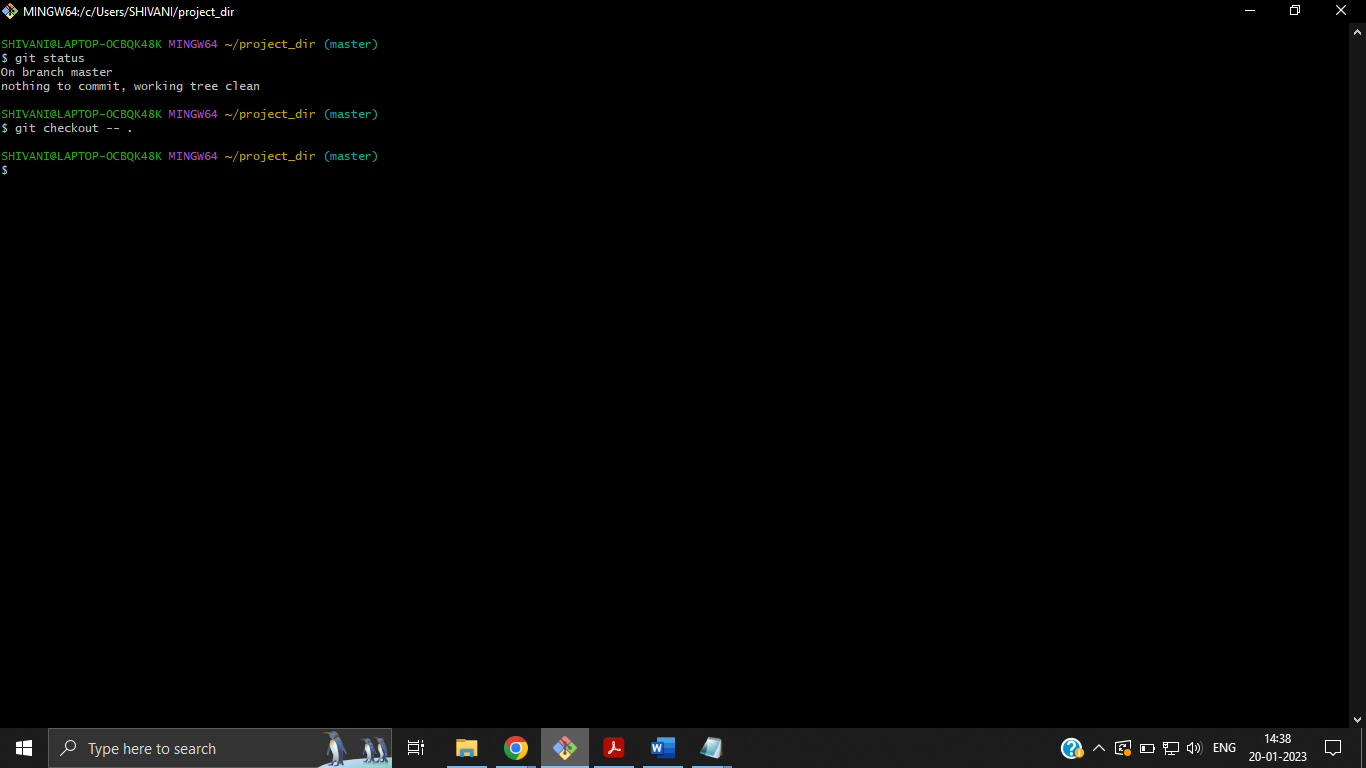 MINGW64:/c/Users/SHIVANI/project_dir
SHIVANI@LAPTOP-OCBQK48K MINGW64 ~/project_dir (master)
$ git status
On branch master
nothing to commit, working tree clean
SHIVANI@LAPTOP-OCBQK48K MINGW64 ~/project_dir (master)
$ git checkout -- .
SHIVANI@LAPTOP-OCBQK48K MINGW64 ~/project_dir (master)
$
Type here to search
ENG
14:38
20-01-2023